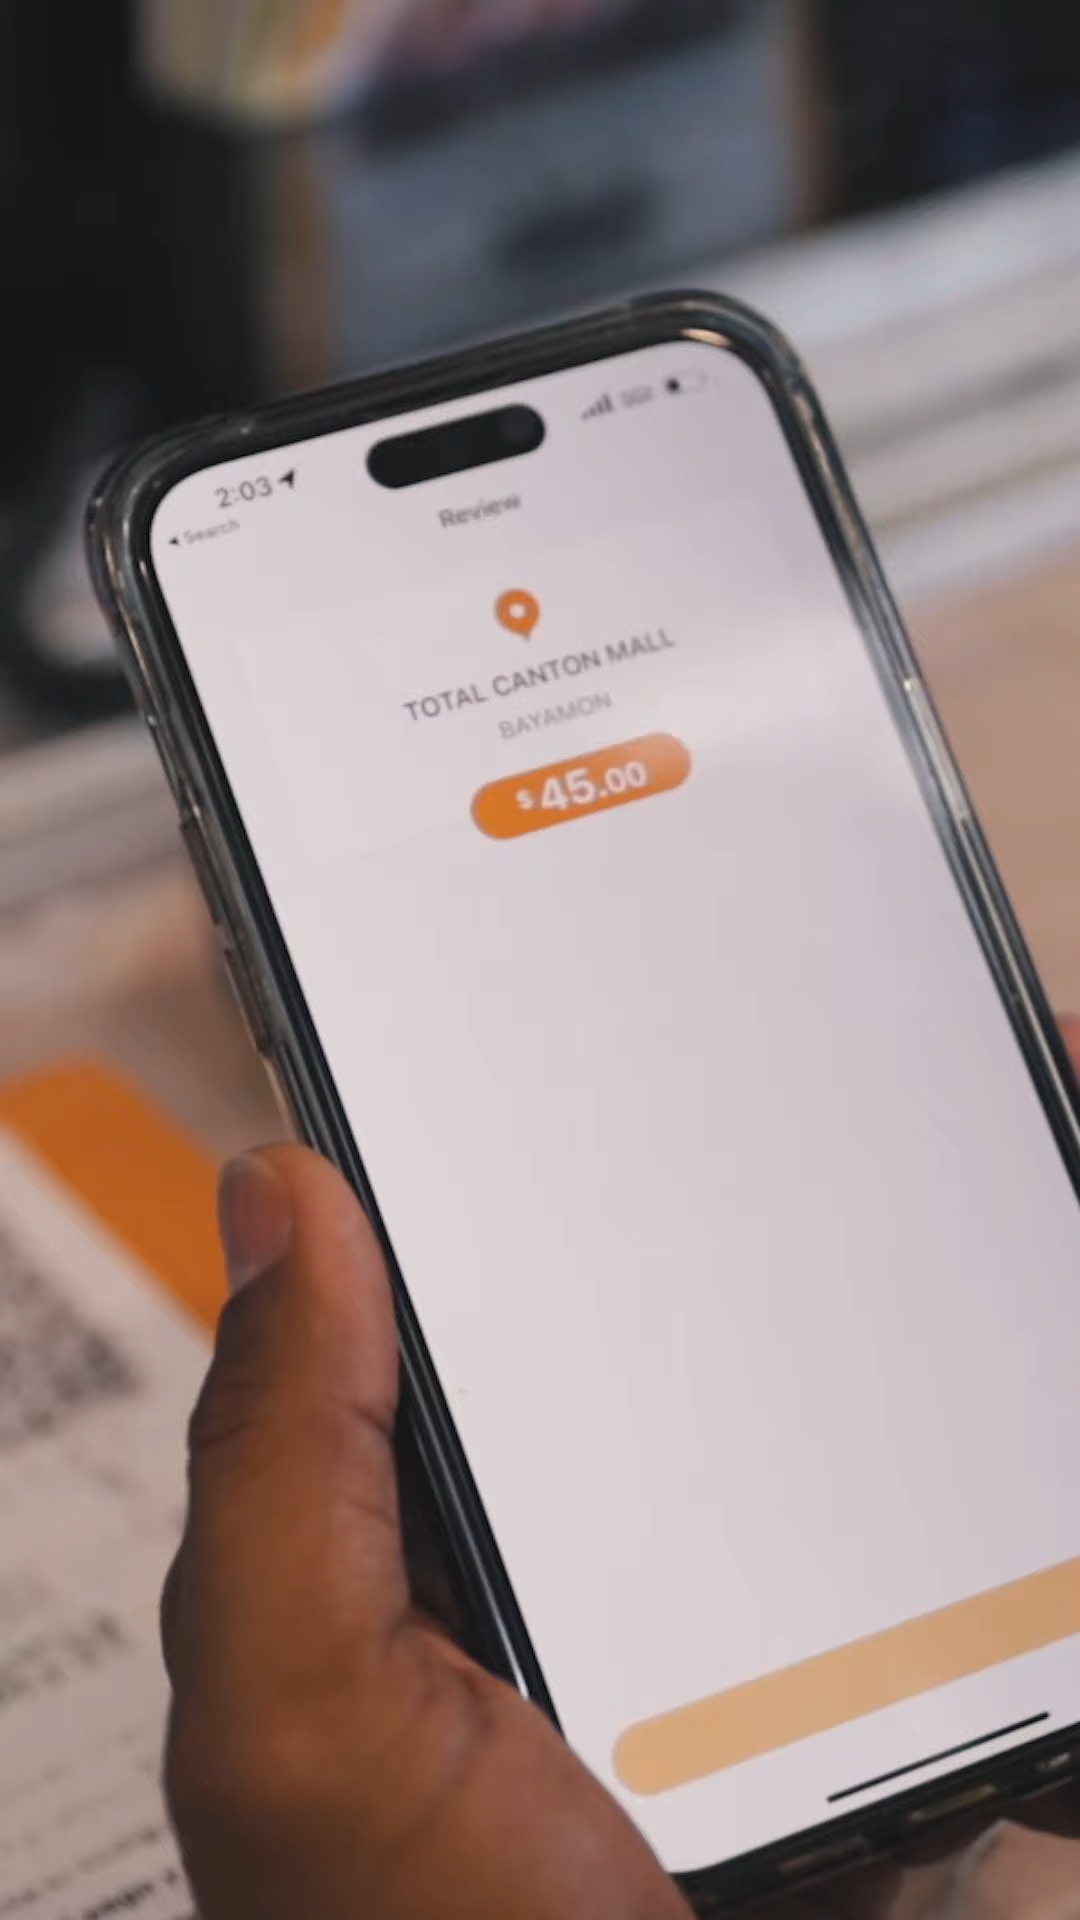 2:03
◂ Search
Review
TOTAL CANTON MALL
BAYAMON
$45.00